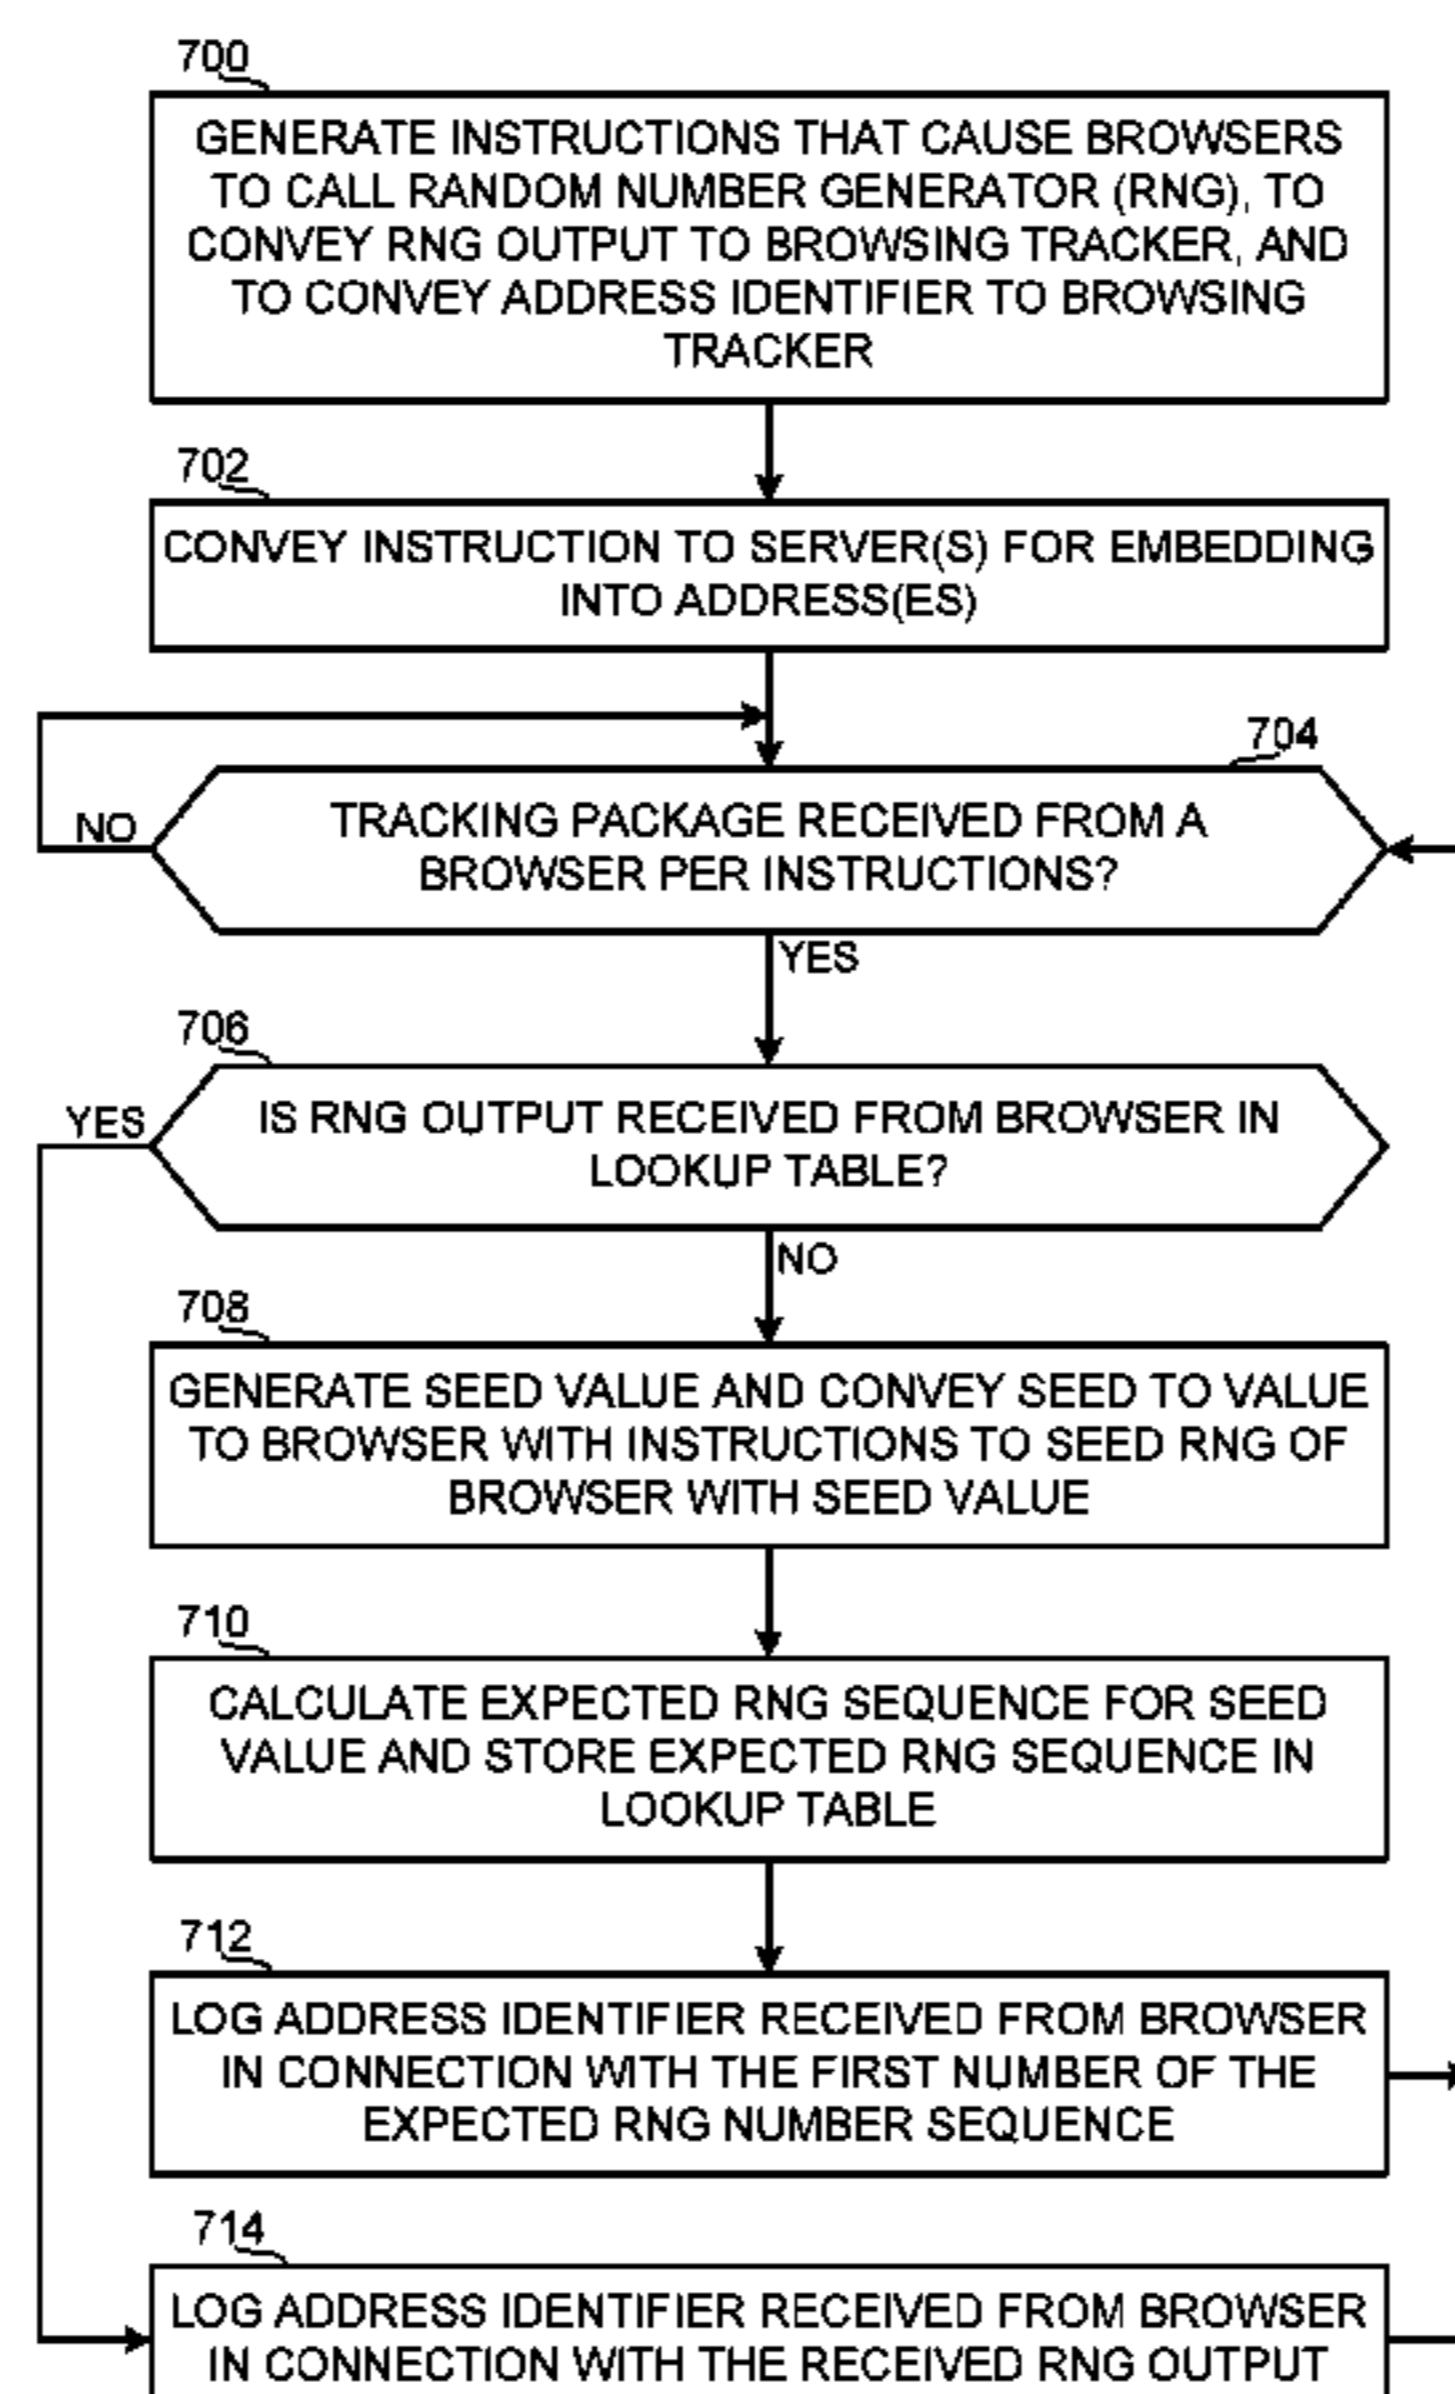 700
GENERATE INSTRUCTIONS THAT CAUSE BROWSERS
TO CALL RANDOM NUMBER GENERATOR (RNG), TO
CONVEY RNG OUTPUT TO BROWSING TRACKER, AND
TO CONVEY ADDRESS IDENTIFIER TO BROWSING
TRACKER
702
CONVEY INSTRUCTION TO SERVER(S) FOR EMBEDDING
INTO ADDRESS(ES)
704
NO
TRACKING PACKAGE RECEIVED FROM A
BROWSER PER INSTRUCTIONS?
YES
706
YES
IS RNG OUTPUT RECEIVED FROM BROWSER IN
LOOKUP TABLE?
NO
708
GENERATE SEED VALUE AND CONVEY SEED TO VALUE
TO BROWSER WITH INSTRUCTIONS TO SEED RNG OF
BROWSER WITH SEED VALUE
710
CALCULATE EXPECTED RNG SEQUENCE FOR SEED
VALUE AND STORE EXPECTED RNG SEQUENCE IN
LOOKUP TABLE
712
LOG ADDRESS IDENTIFIER RECEIVED FROM BROWSER
IN CONNECTION WITH THE FIRST NUMBER OF THE
EXPECTED RNG NUMBER SEQUENCE
714
LOG ADDRESS IDENTIFIER RECEIVED FROM BROWSER
IN CONNECTION WITH THE RECEIVED RNG OUTPUT